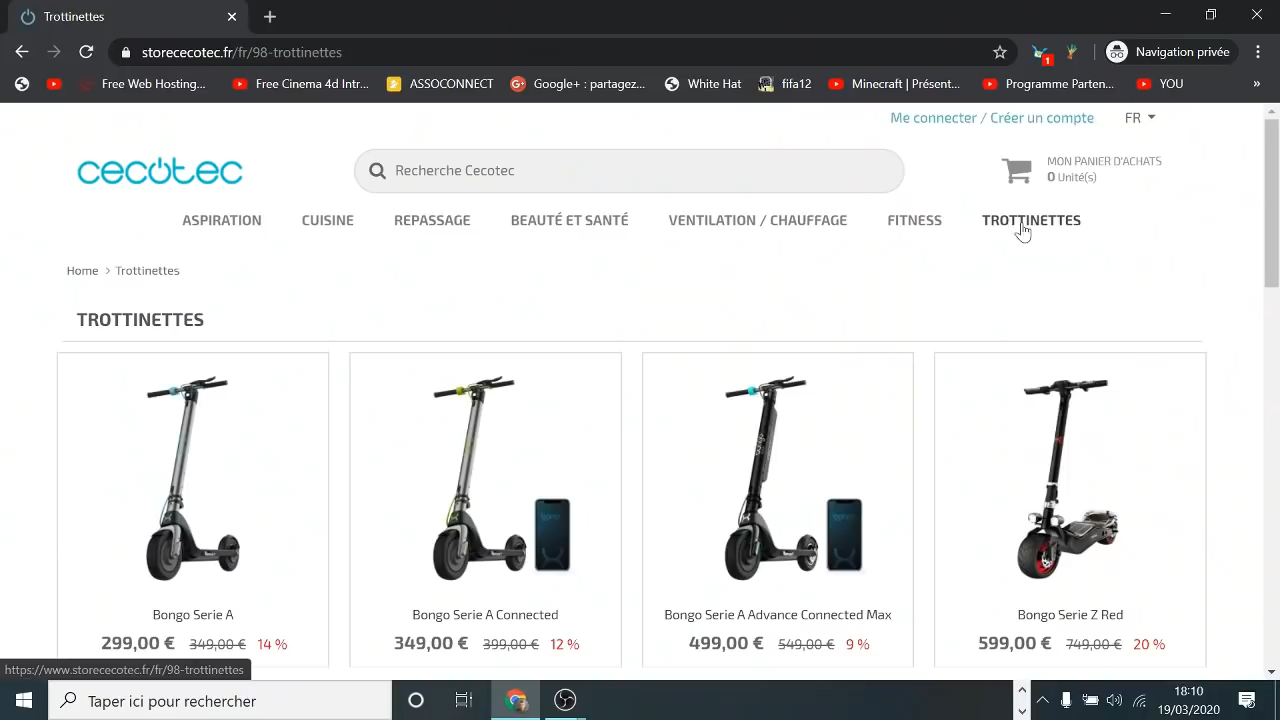 Trottinettes
storececotec.fr/fr/98-trottinettes
1
Navigation privée
Free Web Hosting...
Free Cinema 4d Intr...
ASSOCONNECT
Google+ : partagez...
White Hat
fifa12
Minecraft | Présent...
Programme Parten...
YOU
»
Me connecter / Créer un compte
FR
cecotec
Recherche Cecotec
MON PANIER D'ACHATS
0 Unité(s)
ASPIRATION
CUISINE
REPASSAGE
BEAUTÉ ET SANTÉ
VENTILATION / CHAUFFAGE
FITNESS
TROTTINETTES
Home > Trottinettes
TROTTINETTES
Bongo Serie A
299,00 € 349,00 € 14 %
Bongo Serie A Connected
349,00 € 399,00 € 12 %
Bongo Serie A Advance Connected Max
499,00 € 549,00 € 9 %
Bongo Serie Z Red
599,00 € 749,00 € 20 %
https://www.storececotec.fr/fr/98-trottinettes
Taper ici pour rechercher
18:10
19/03/2020